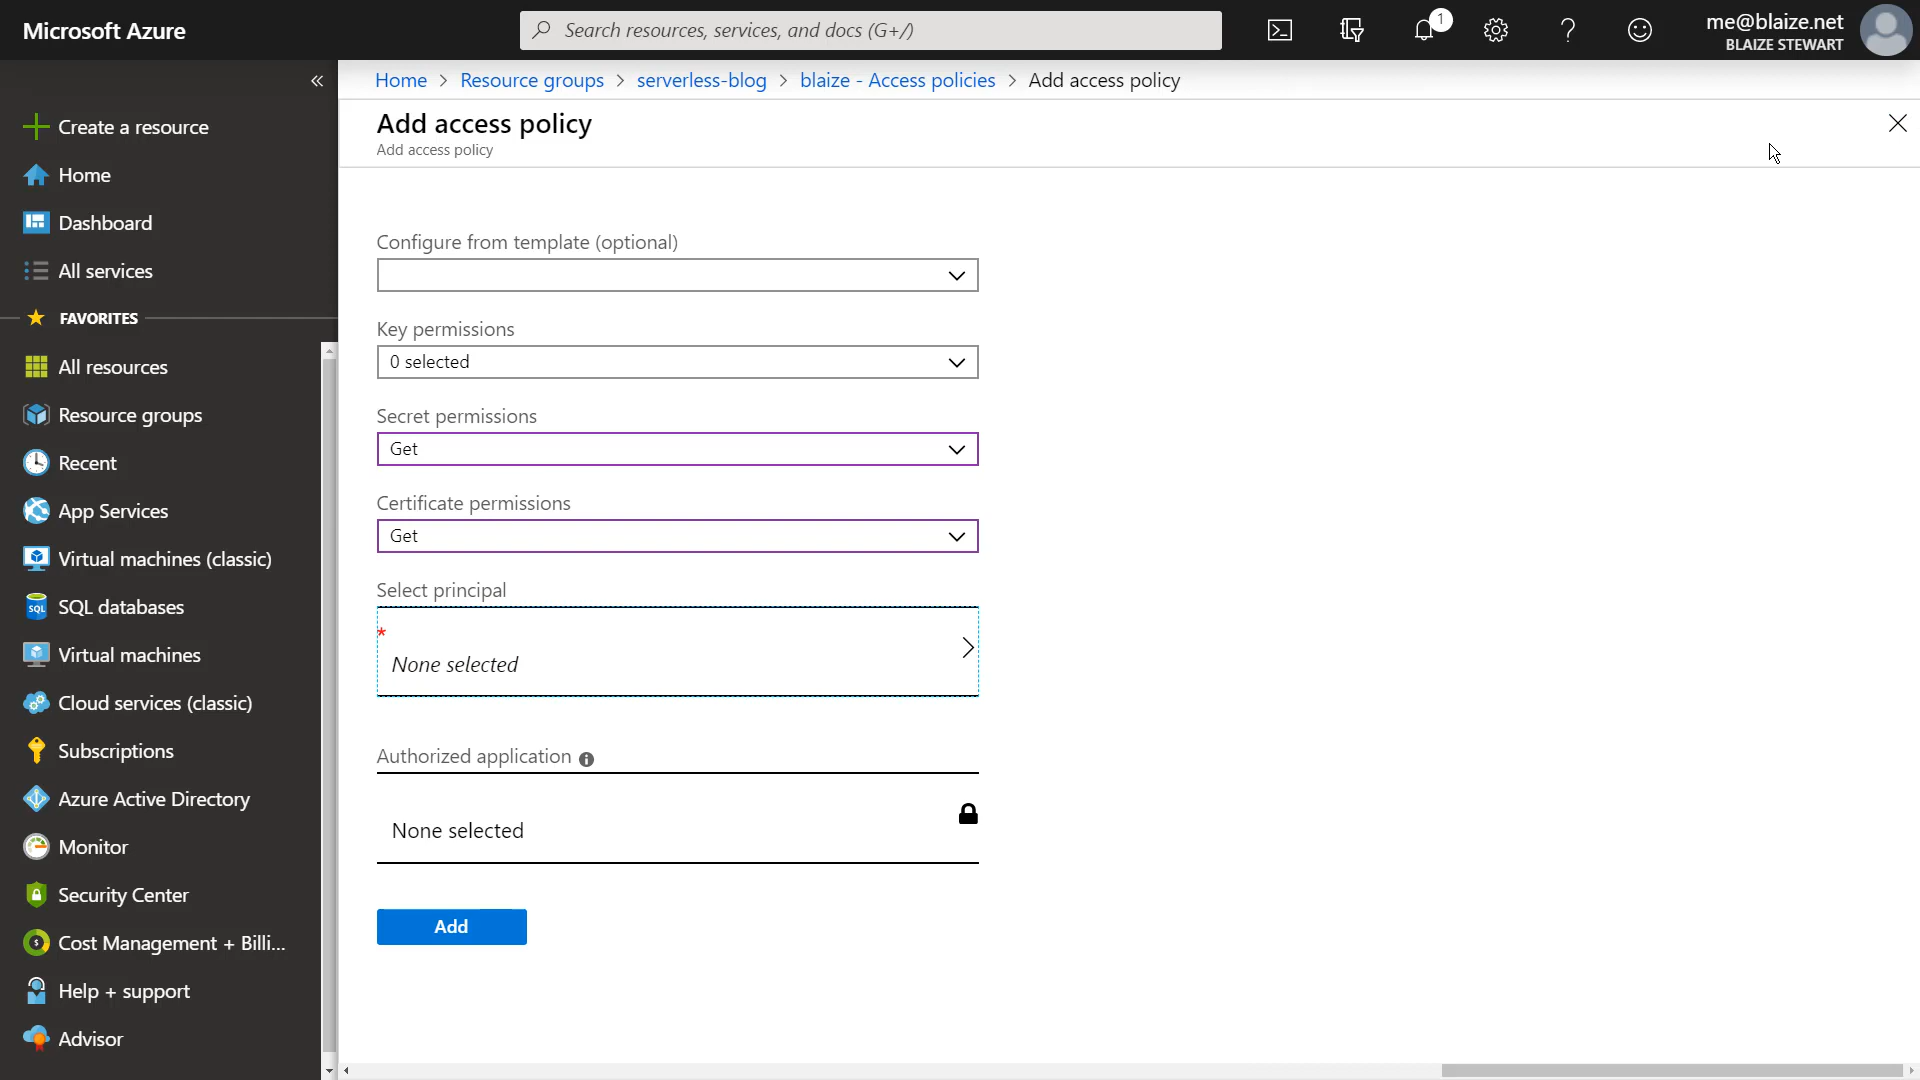 Microsoft Azure
Search resources, services, and docs (G+/)
1
me@blaize.net
BLAIZE STEWART
Create a resource
Home
Dashboard
All services
FAVORITES
All resources
Resource groups
Recent
App Services
Virtual machines (classic)
SQL
SQL databases
Virtual machines
Cloud services (classic)
Subscriptions
Azure Active Directory
Monitor
Security Center
Cost Management + Billi...
Help + support
Advisor
Home > Resource groups > serverless-blog > blaize - Access policies > Add access policy
Add access policy
Add access policy
Configure from template (optional)
Key permissions
0 selected
Secret permissions
Get
Certificate permissions
Get
Select principal
*
None selected
Authorized application
None selected
Add